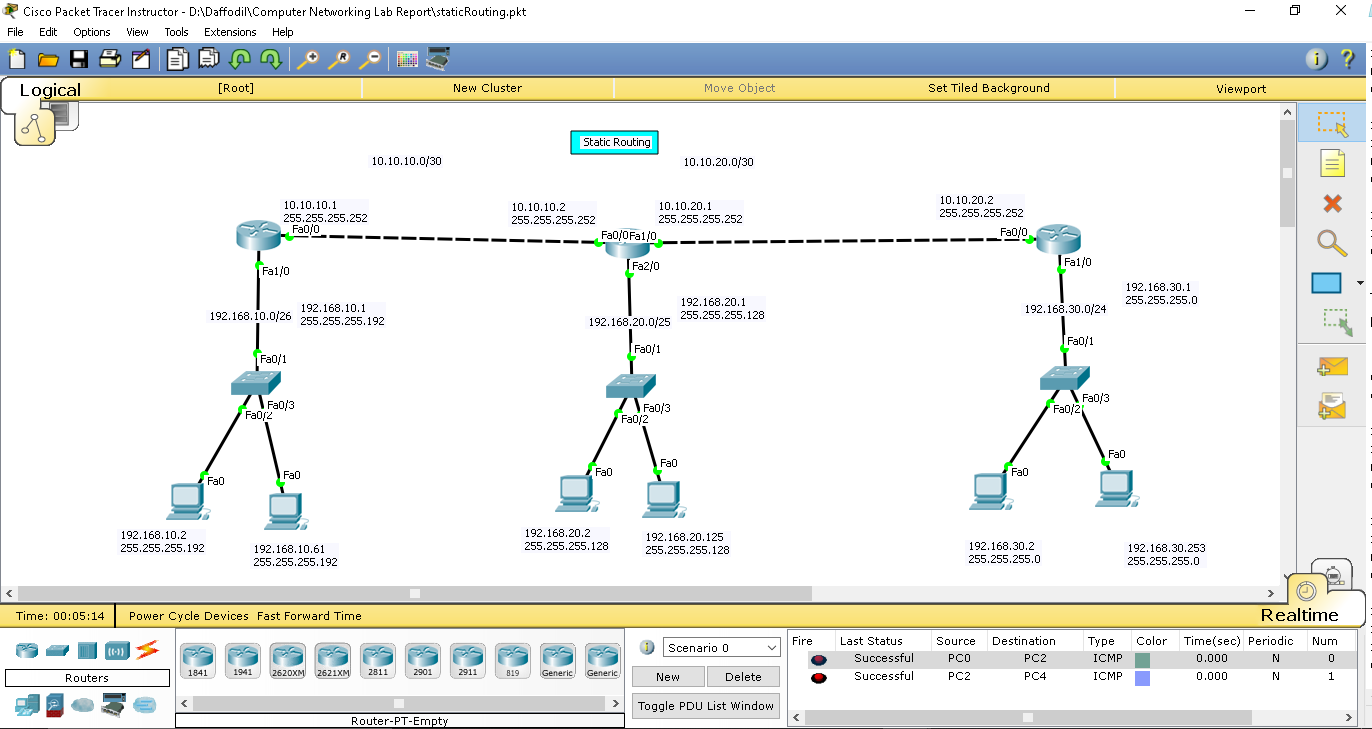 Cisco Packet Tracer Instructor - D:\Daffodil\Computer Networking Lab Report\staticRouting.pkt
File Edit Options View Tools Extensions Help
Logical [Root] New Cluster Move Object Set Tiled Background Viewport
Static Routing
10.10.10.0/30 10.10.20.0/30
10.10.10.1
255.255.255.252
10.10.10.2
255.255.255.252
10.10.20.1
255.255.255.252
10.10.20.2
255.255.255.252
Fa0/0 Fa0/0 Fa1/0 Fa0/0
Fa1/0 Fa2/0 Fa1/0
192.168.10.0/26
192.168.10.1
255.255.255.192
192.168.20.0/25
192.168.20.1
255.255.255.128
192.168.30.0/24
192.168.30.1
255.255.255.0
Fa0/1 Fa0/1 Fa0/1
Fa0/3 Fa0/3 Fa0/3
Fa0/2 Fa0/2 Fa0/2
Fa0 Fa0 Fa0 Fa0 Fa0 Fa0
192.168.10.2
255.255.255.192
192.168.10.61
255.255.255.192
192.168.20.2
255.255.255.128
192.168.20.125
255.255.255.128
192.168.30.2
255.255.255.0
192.168.30.253
255.255.255.0
Time: 00:05:14 Power Cycle Devices Fast Forward Time Realtime
Routers
1841 1941 2620XM 2621XM 2811 2901 2911 819 Generic Generic
Router-PT-Empty
Scenario 0
New Delete
Toggle PDU List Window
Fire Last Status Source Destination Type Color Time(sec) Periodic Num
Successful PC0 PC2 ICMP 0.000 N 0
Successful PC2 PC4 ICMP 0.000 N 1